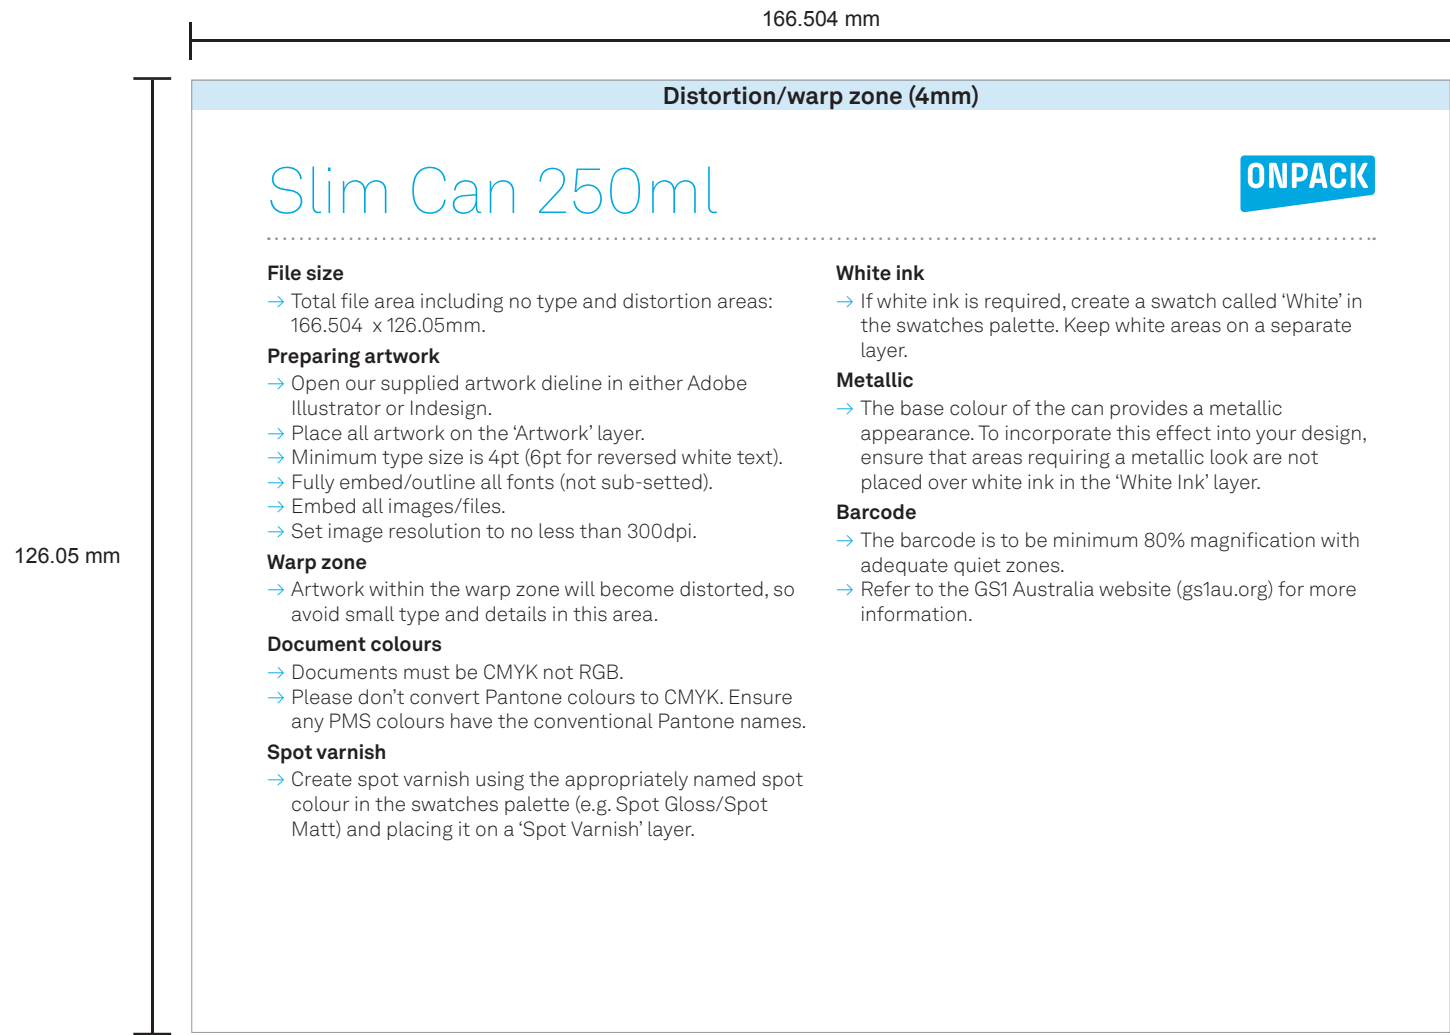 166.504 mm
Distortion/warp zone (4mm)
Slim Can 250ml
ONPACK
File size
→ Total file area including no type and distortion areas:
166.504 x 126.05mm.
Preparing artwork
→ Open our supplied artwork dieline in either Adobe
Illustrator or Indesign.
→ Place all artwork on the ‘Artwork’ layer.
→ Minimum type size is 4pt (6pt for reversed white text).
→ Fully embed/outline all fonts (not sub-setted).
→ Embed all images/files.
→ Set image resolution to no less than 300dpi.
Warp zone
→ Artwork within the warp zone will become distorted, so
avoid small type and details in this area.
Document colours
→ Documents must be CMYK not RGB.
→ Please don’t convert Pantone colours to CMYK. Ensure
any PMS colours have the conventional Pantone names.
Spot varnish
→ Create spot varnish using the appropriately named spot
colour in the swatches palette (e.g. Spot Gloss/Spot
Matt) and placing it on a ‘Spot Varnish’ layer.
White ink
→ If white ink is required, create a swatch called ‘White’ in
the swatches palette. Keep white areas on a separate
layer.
Metallic
→ The base colour of the can provides a metallic
appearance. To incorporate this effect into your design,
ensure that areas requiring a metallic look are not
placed over white ink in the ‘White Ink’ layer.
Barcode
→ The barcode is to be minimum 80% magnification with
adequate quiet zones.
→ Refer to the GS1 Australia website (gs1au.org) for more
information.
126.05 mm